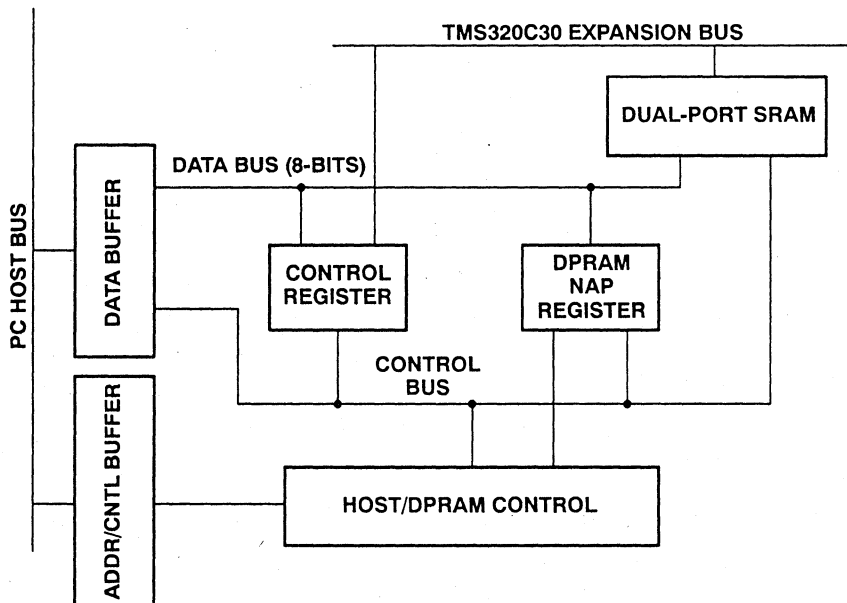 TMS320C30 EXPANSION BUS
DUAL-PORT SRAM
DATA BUS (8-BITS)
PC HOST BUS
DATA BUFFER
CONTROL
REGISTER
DPRAM
NAP
REGISTER
CONTROL
BUS
ADDR/CNTL BUFFER
HOST/DPRAM CONTROL